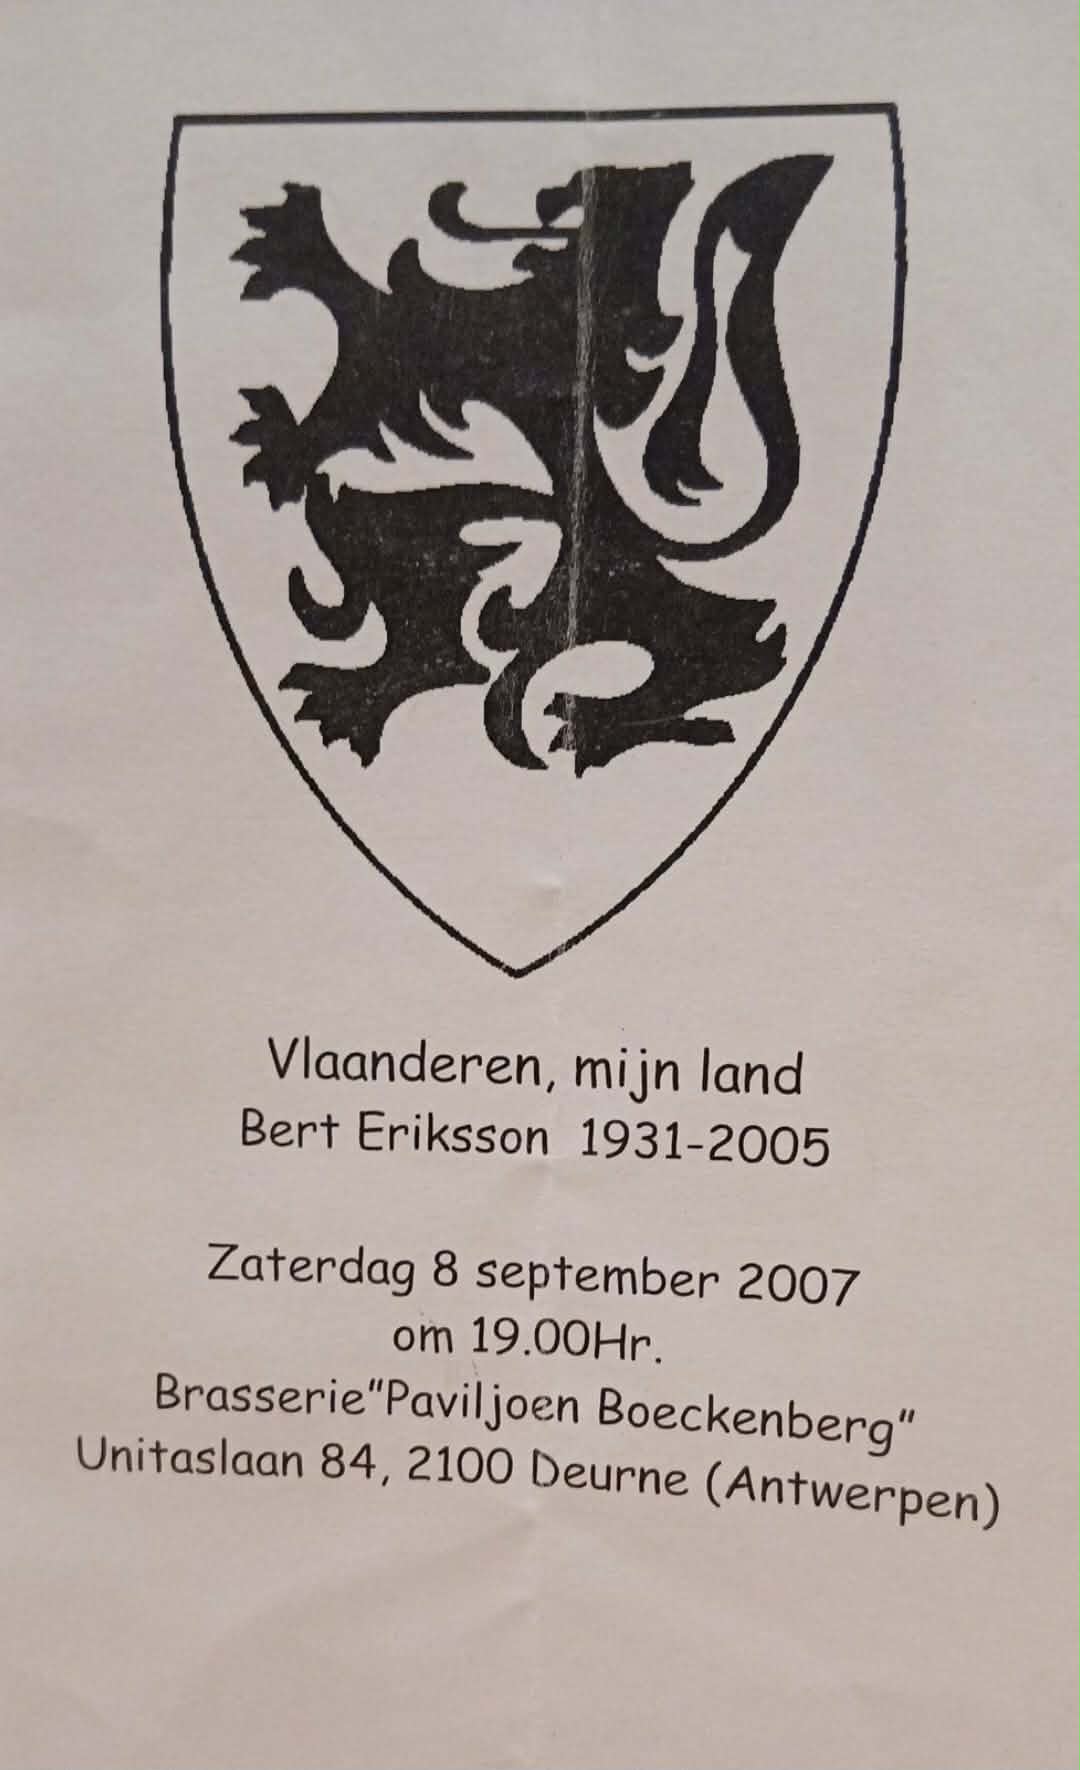 Vlaanderen, mijn land
Bert Eriksson 1931-2005
Zaterdag 8 september 2007
om 19.00Hr.
Brasserie"Paviljoen Boeckenberg"
Unitaslaan 84, 2100 Deurne (Antwerpen)